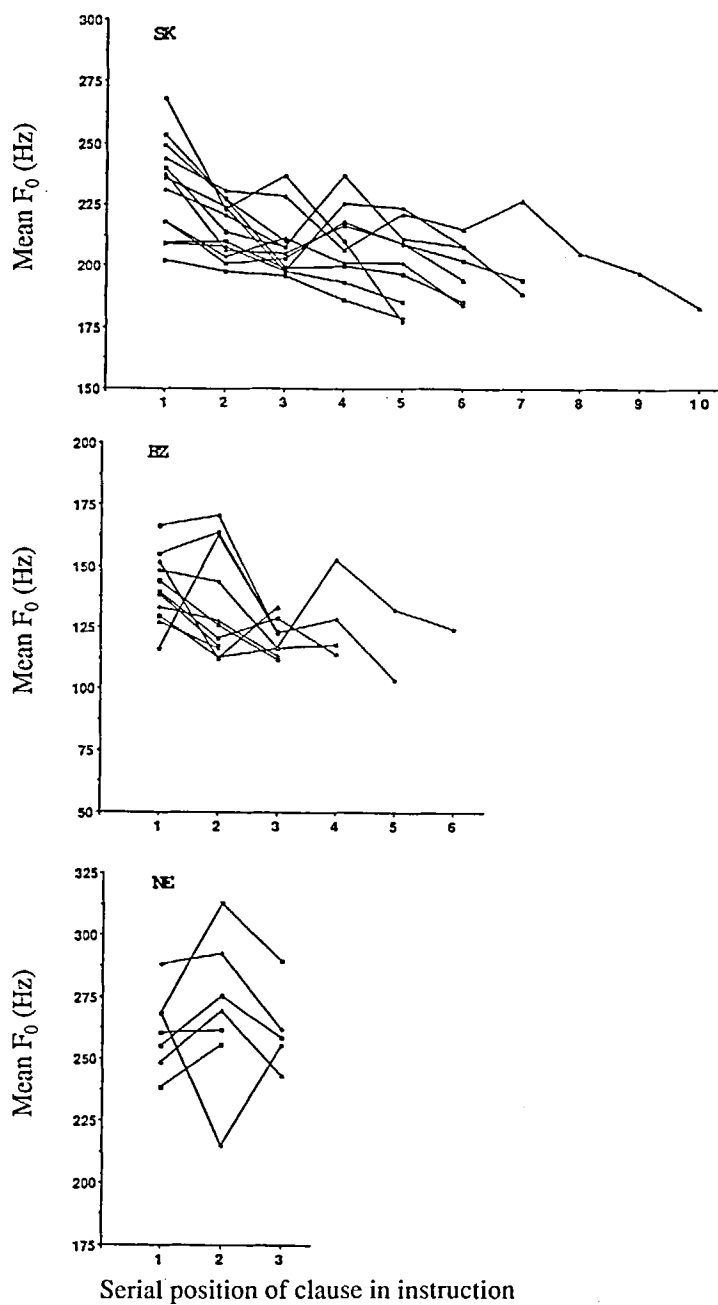 SK
Mean F₀ (Hz)
300
275
250
225
200
175
150
1 2 3 4 5 6 7 8 9 10
HZ
Mean F₀ (Hz)
200
175
150
125
100
75
50
1 2 3 4 5 6
NE
Mean F₀ (Hz)
325
300
275
250
225
200
175
1 2 3
Serial position of clause in instruction